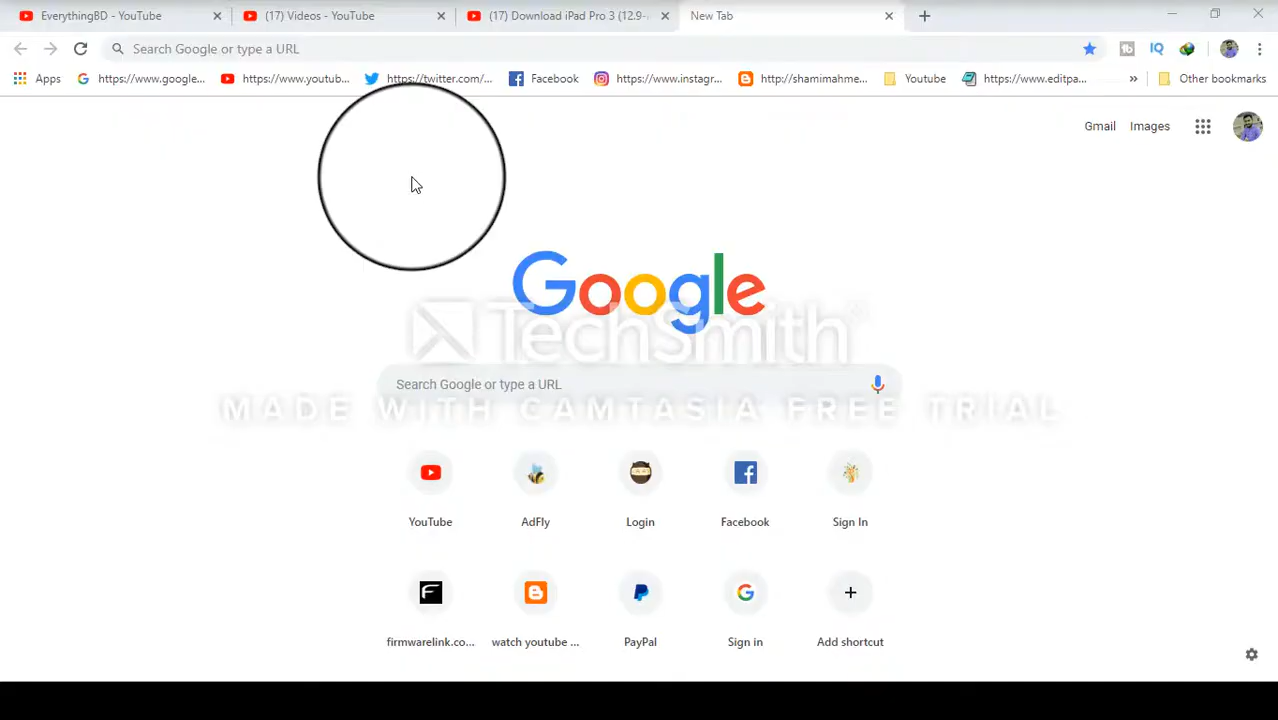 EverythingBD - YouTube
(17) Videos - YouTube
(17) Download iPad Pro 3 (12.9-
New Tab
Search Google or type a URL
IQ
Apps
https://www.google...
https://www.youtub...
https://twitter.com/...
Facebook
https://www.instagr...
http://shamimahme...
Youtube
https://www.editpa...
»
Other bookmarks
Gmail
Images
Google
TechSmith
Search Google or type a URL
MADE WITH CAMTASIA FREE TRIAL
YouTube
AdFly
Login
Facebook
Sign In
firmwarelink.co...
watch youtube ...
PayPal
Sign in
Add shortcut